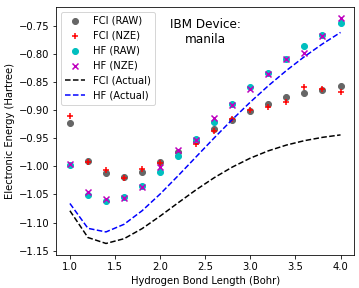 IBM Device:
manila
FCI (RAW)
FCI (NZE)
HF (RAW)
HF (NZE)
FCI (Actual)
HF (Actual)
Electronic Energy (Hartree)
−0.75
−0.80
−0.85
−0.90
−0.95
−1.00
−1.05
−1.10
−1.15
1.0 1.5 2.0 2.5 3.0 3.5 4.0
Hydrogen Bond Length (Bohr)